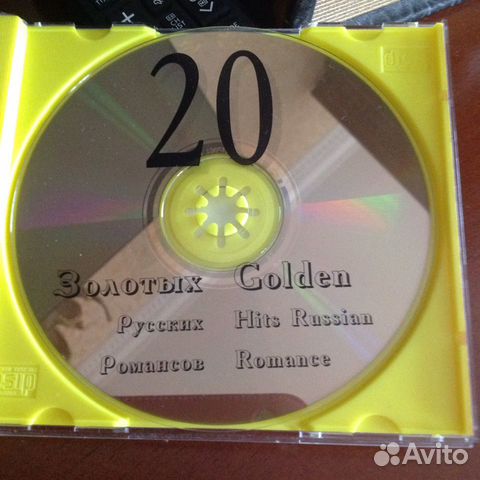 20
Золотых Golden
Русских Hits Russian
Романсов Romance
Avito